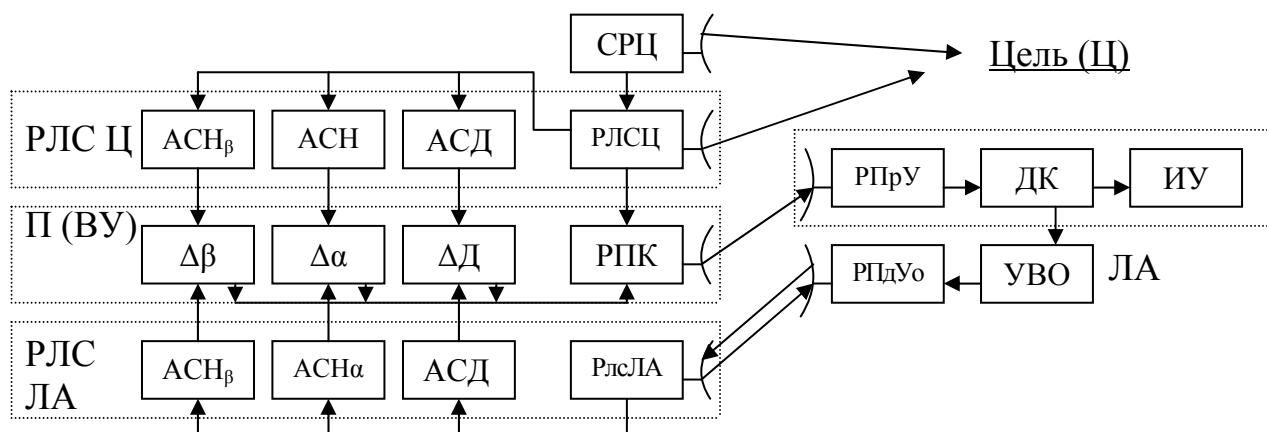 СРЦ
Цель (Ц)
РЛС Ц
АСНβ
АСН
АСД
РЛСЦ
РПрУ
ДК
ИУ
П (ВУ)
Δβ
Δα
ΔД
РПК
РПдУо
УВО
ЛА
РЛС
ЛА
АСНβ
АСНα
АСД
РлсЛА